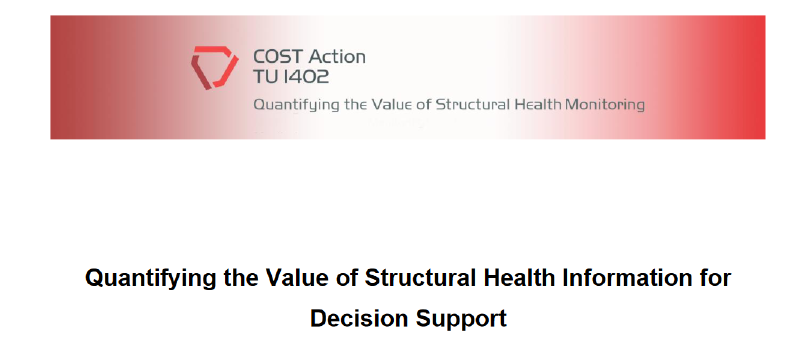 COST Action
TU 1402
Quantifying the Value of Structural Health Monitoring
Quantifying the Value of Structural Health Information for
Decision Support